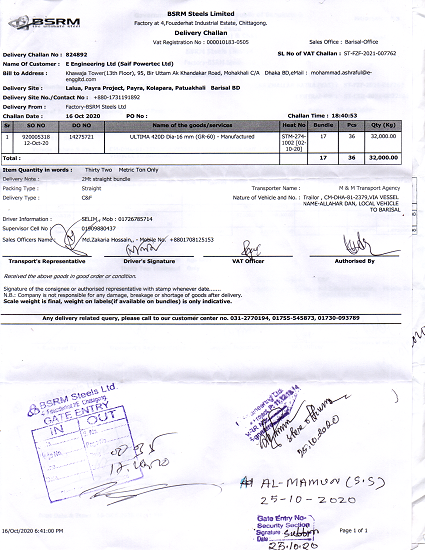 BSRM
BSRM Steels Limited
Factory at 4,Fouzderhat Industrial Estate, Chittagong.
Delivery Challan
Vat Registration No : 000010183-0505
Sales Office : Barisal-Office
Delivery Challan No : 824892
SL No of VAT Challan : ST-FZF-2021-007762
Name Of Customer : E Engineering Ltd (Saif Powertec Ltd)
Bill to Address : Khawaja Tower(13th Floor), 95, Bir Uttam Ak Khandakar Road, Mohakhali C/A Dhaka BD,eMail : mohammad.ashraful@e-
enggltd.com
Delivery Site : Lalua, Payra Project, Payra, Kolapara, Patuakhali Barisal BD
Delivery Site No./Contact No : +880-1731191892
Delivery From : Factory-BSRM Steels Ltd
Challan Date : 16 Oct 2020 PO No : Challan Time : 18:40:53
Sr SO NO DO NO Name of the goods/services Heat No Bundle Pcs Qty (Kg)
1 920005318 12-Oct-20 14275721 ULTIMA 420D Dia-16 mm (GR-60) - Manufactured STM-274-1002 [02-10-20] 17 36 32,000.00
Total : 17 36 32,000.00
Item Quantity in words : Thirty Two Metric Ton Only
Delivery Note.: 2Mt straight bundle
Packing Type : Straight
Transporter Name : M & M Transport Agency
Delivery Type : C&F
Nature of Vehicle and No. : Trailor , CM-DHA-81-2379,VIA VESSEL
NAME-ALLAHAR DAN, LOCAL VEHICLE
TO BARISAL
Driver Information : SELIM , Mob : 01726785714
Supervisor Cell No : 01909880437
Sales Officers Name : Md.Zakaria Hossain,, - Mobile No. +8801708125153
Transport's Representative Driver's Signature VAT Officer Authorised By
Received the above goods in good order or condition.
Signature of the consignee or authorised representative with stamp whenever date......
N.B.: Company is not responsible for any damage, breakage or shortage of goods after delivery.
Scale weight is final, weight on labels(if available on bundles) is only indicative.
Any delivery related query, please call to our customer center no. 031-2770194, 01755-545873, 01730-093789
BSRM Steels Ltd.
GATE ENTRY
IN OUT
25.10.2020
AL-MAMUN (S.S)
25-10-2020
Gate Entry No-
Security Section
Signature
Date
25.10.20
16/Oct/2020 6:41:00 PM
Page 1 of 1